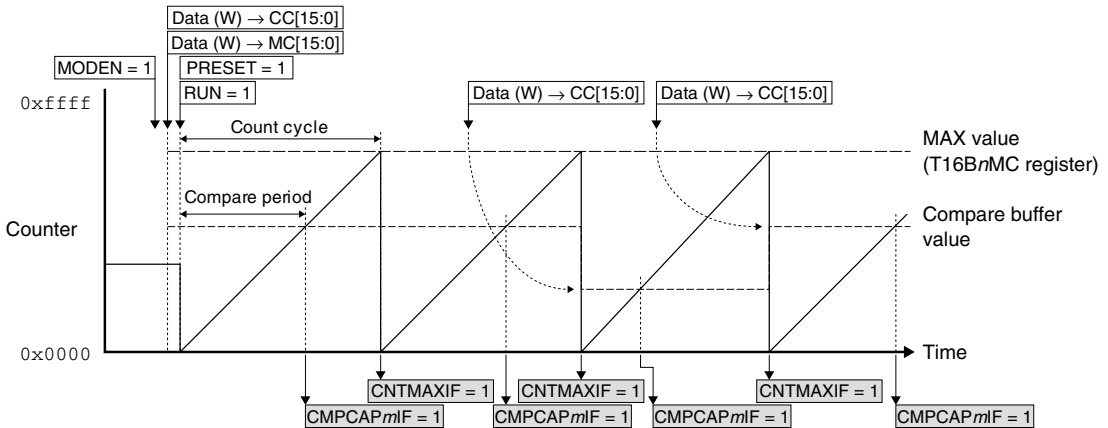 Data (W) → CC[15:0]
Data (W) → MC[15:0]
MODEN = 1
PRESET = 1
RUN = 1
0xffff
Data (W) → CC[15:0]
Data (W) → CC[15:0]
Count cycle
MAX value
(T16BnMC register)
Compare period
Compare buffer
value
Counter
0x0000
Time
CNTMAXIF = 1
CNTMAXIF = 1
CNTMAXIF = 1
CMPCAPmIF = 1
CMPCAPmIF = 1
CMPCAPmIF = 1
CMPCAPmIF = 1